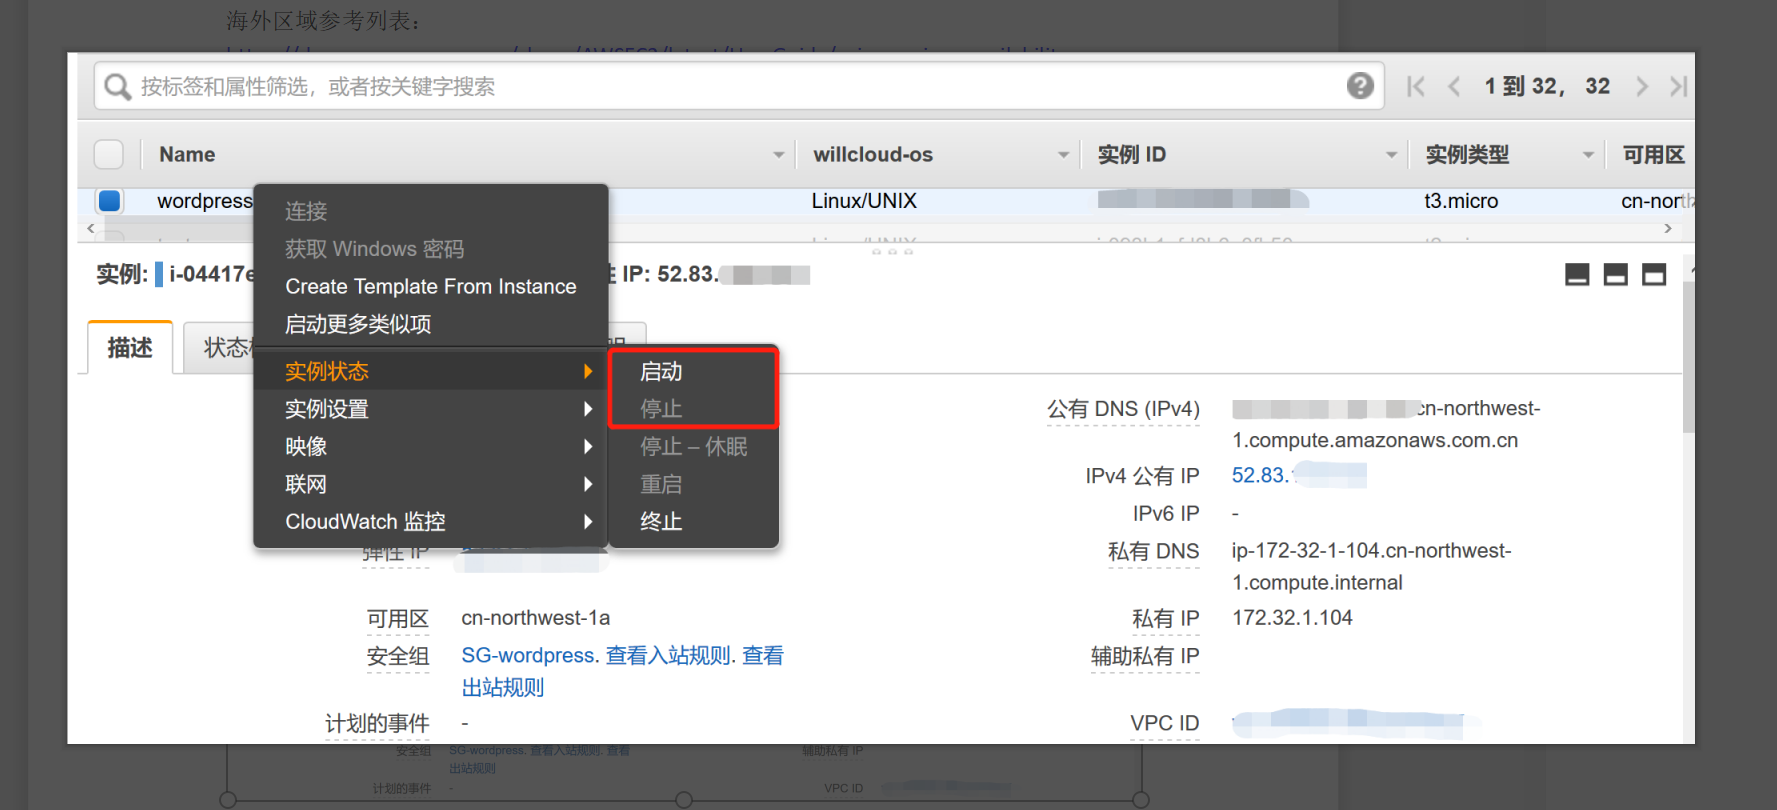 海外区域参考列表：
按标签和属性筛选，或者按关键字搜索
1 到 32， 32
Name
willcloud-os
实例 ID
实例类型
可用区
wordpress
Linux/UNIX
t3.micro
cn-north
连接
获取 Windows 密码
Create Template From Instance
启动更多类似项
实例状态
实例设置
映像
联网
CloudWatch 监控
启动
停止
停止 – 休眠
重启
终止
实例:
i-04417e
IP: 52.83.
描述
状态
公有 DNS (IPv4)
cn-northwest-
1.compute.amazonaws.com.cn
IPv4 公有 IP
52.83.
IPv6 IP
-
私有 DNS
ip-172-32-1-104.cn-northwest-
1.compute.internal
弹性 IP
可用区
cn-northwest-1a
私有 IP
172.32.1.104
安全组
SG-wordpress. 查看入站规则. 查看
出站规则
辅助私有 IP
计划的事件
-
VPC ID
安全组
SG-wordpress. 查看入站规则. 查看
出站规则
辅助私有 IP
计划的事件
-
VPC ID